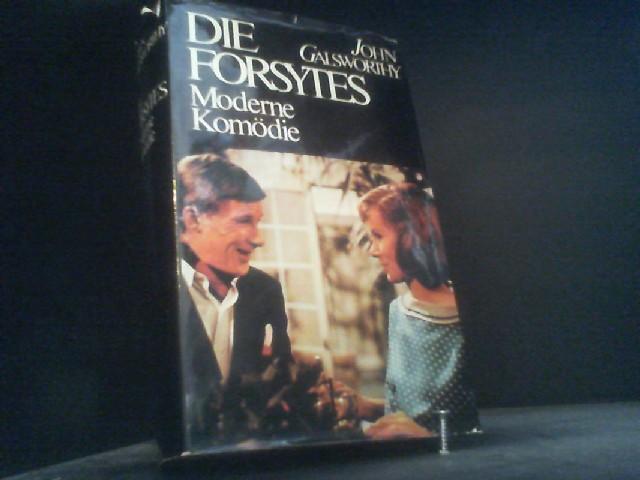 DIE
FORSYTES
Moderne
Komödie
JOHN
GALSWORTHY